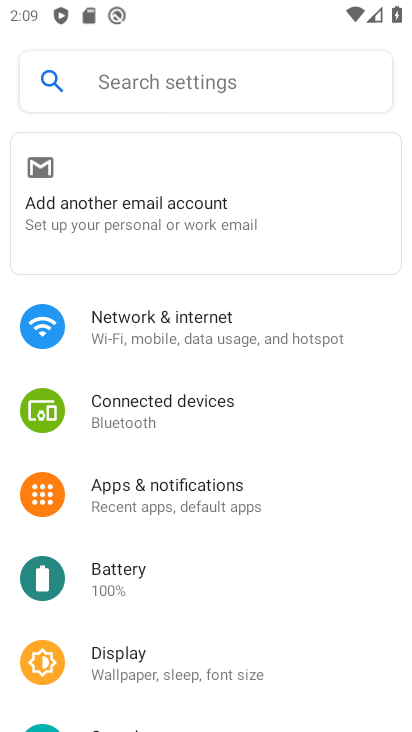 2:09
Search settings
Add another email account
Set up your personal or work email
Network & internet
Wi-Fi, mobile, data usage, and hotspot
Connected devices
Bluetooth
Apps & notifications
Recent apps, default apps
Battery
100%
Display
Wallpaper, sleep, font size